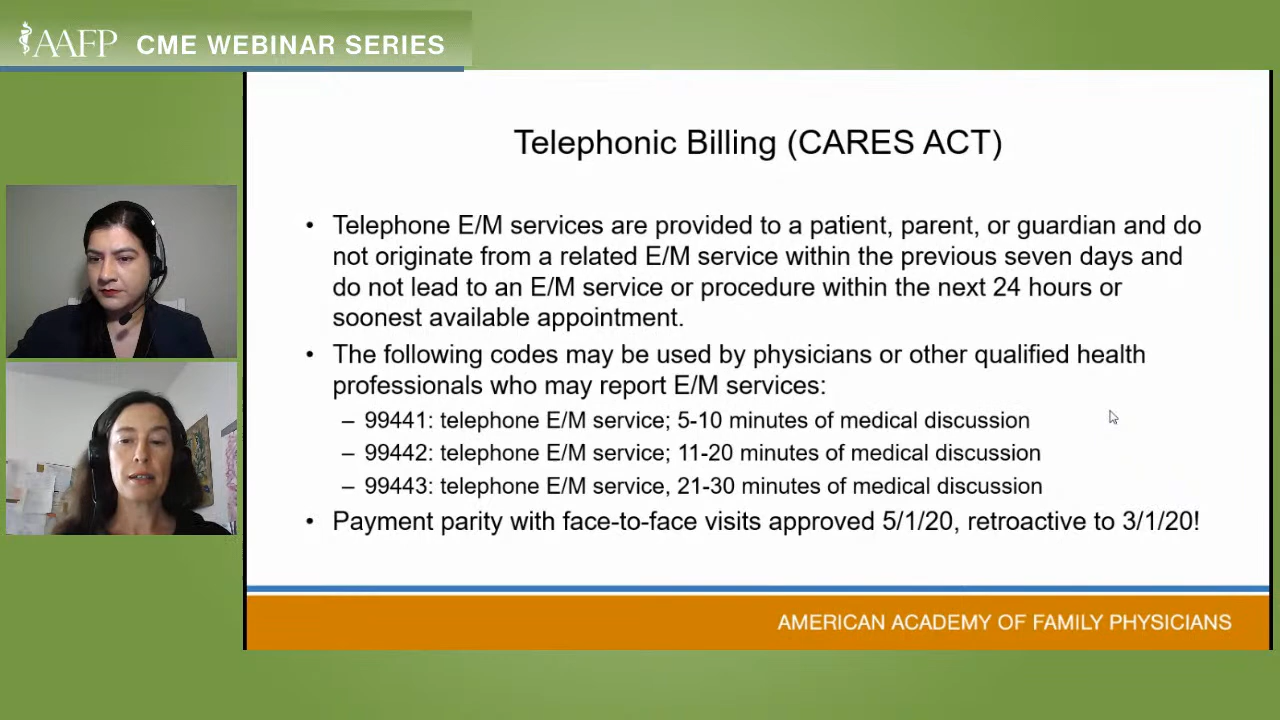 AAFP CME WEBINAR SERIES
Telephonic Billing (CARES ACT)
• Telephone E/M services are provided to a patient, parent, or guardian and do
not originate from a related E/M service within the previous seven days and
do not lead to an E/M service or procedure within the next 24 hours or
soonest available appointment.
• The following codes may be used by physicians or other qualified health
professionals who may report E/M services:
– 99441: telephone E/M service; 5-10 minutes of medical discussion
– 99442: telephone E/M service; 11-20 minutes of medical discussion
– 99443: telephone E/M service, 21-30 minutes of medical discussion
• Payment parity with face-to-face visits approved 5/1/20, retroactive to 3/1/20!
AMERICAN ACADEMY OF FAMILY PHYSICIANS